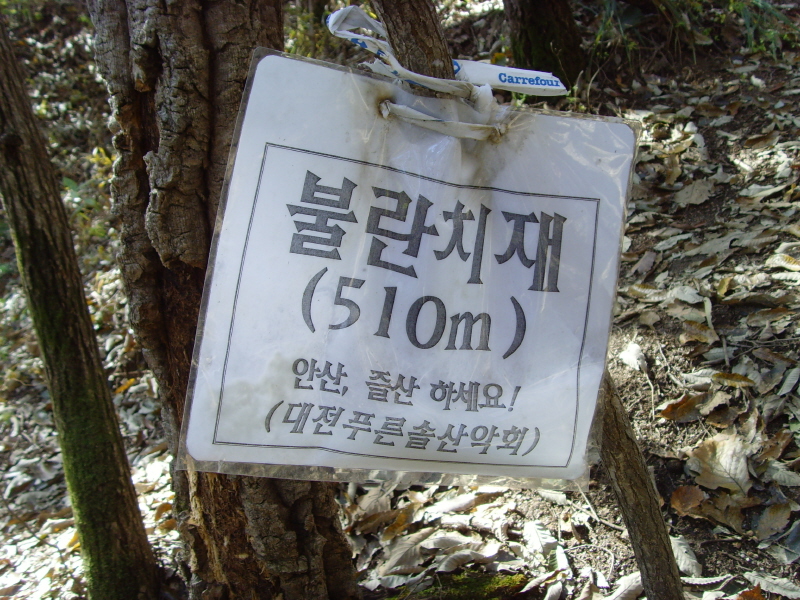 Carrefour
불란치재
(510m)
안산, 즐산 하세요!
(대전푸른솔산악회)